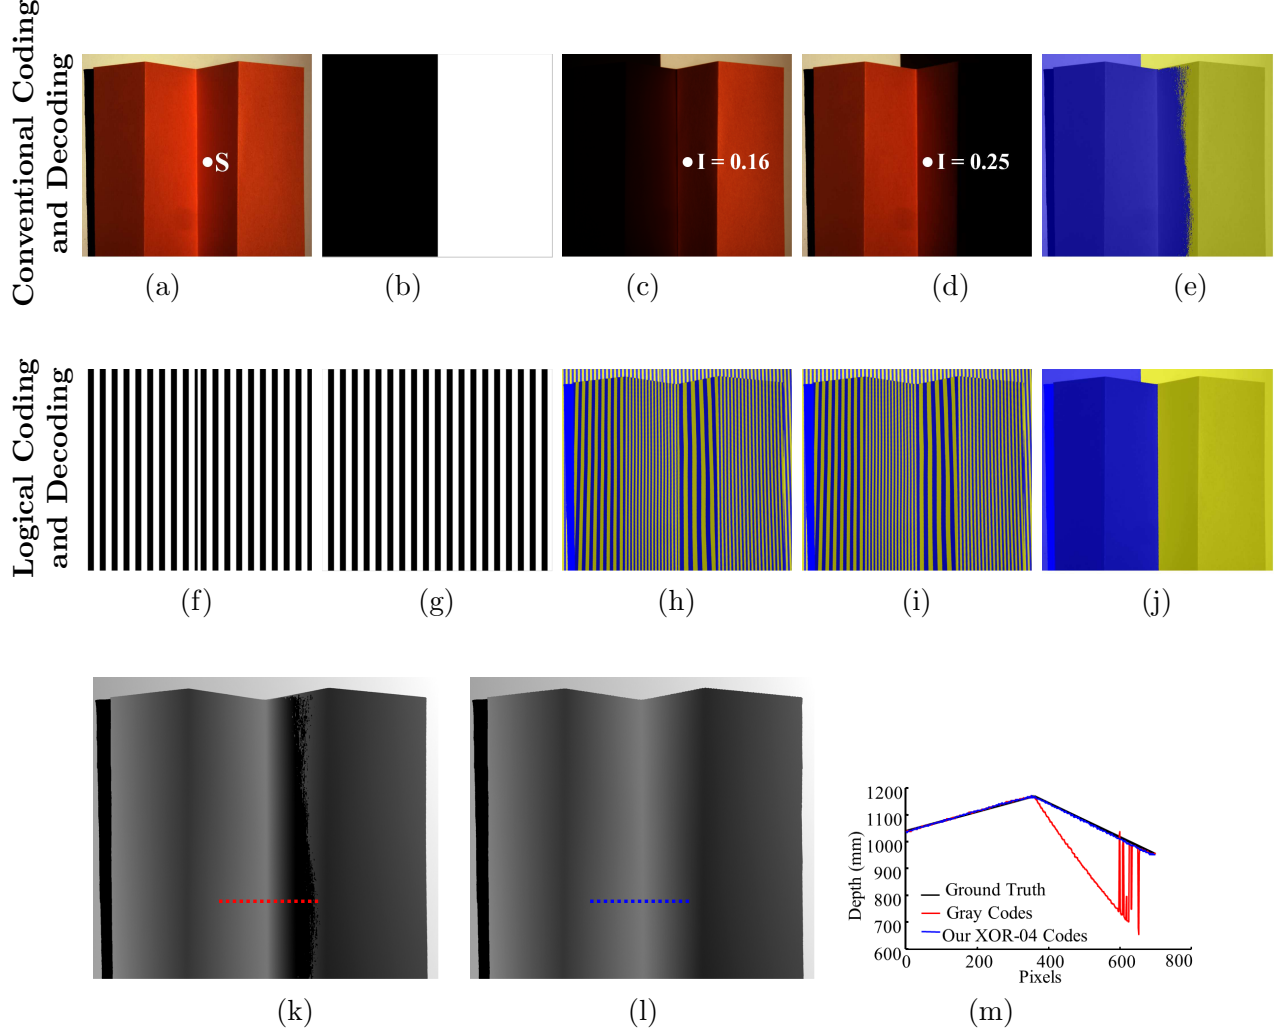 Conventional Coding
and Decoding
S
I = 0.16
I = 0.25
(a)
(b)
(c)
(d)
(e)
Logical Coding
and Decoding
(f)
(g)
(h)
(i)
(j)
(k)
(l)
1200
1100
1000
900
800
700
600
Depth (mm)
Ground Truth
Gray Codes
Our XOR-04 Codes
0
200
400
600
800
Pixels
(m)